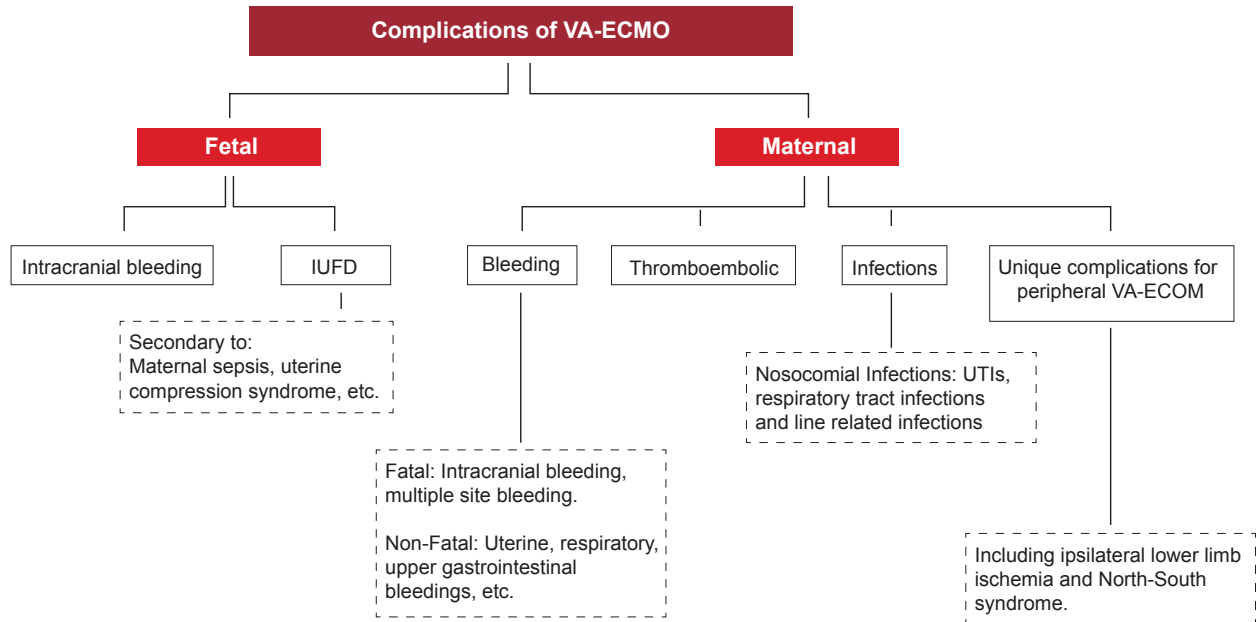 Complications of VA-ECMO
Fetal
Maternal
Intracranial bleeding
IUFD
Bleeding
Thromboembolic
Infections
Unique complications for
peripheral VA-ECOM
Secondary to:
Maternal sepsis, uterine
compression syndrome, etc.
Nosocomial Infections: UTIs,
respiratory tract infections
and line related infections
Fatal: Intracranial bleeding,
multiple site bleeding.
Non-Fatal: Uterine, respiratory,
upper gastrointestinal
bleedings, etc.
Including ipsilateral lower limb
ischemia and North-South
syndrome.